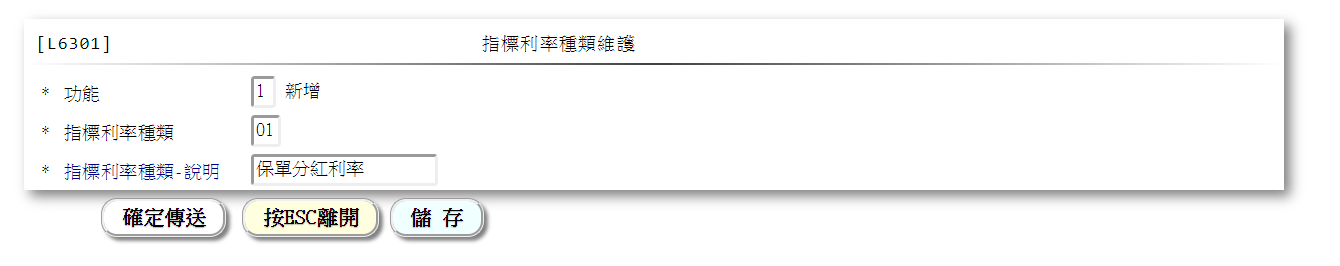 [L6301] 指標利率種類維護
* 功能 1 新增
* 指標利率種類 01
* 指標利率種類-說明 保單分紅利率
確定傳送 按ESC離開 儲 存